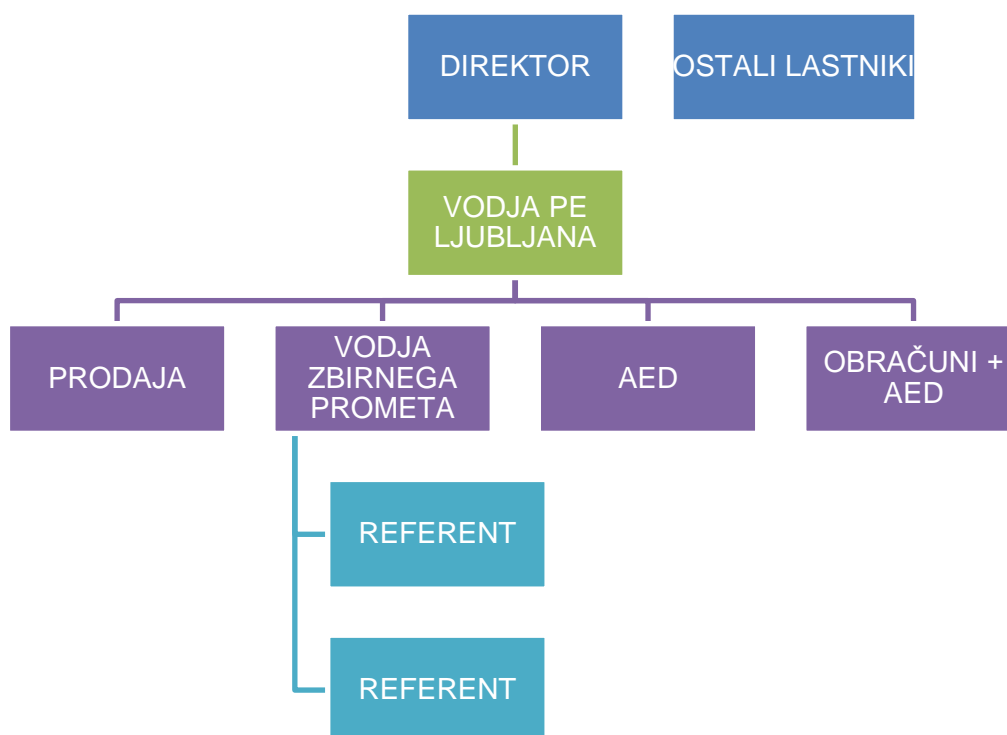 DIREKTOR
OSTALI LASTNIKI
VODJA PE
LJUBLJANA
PRODAJA
VODJA
ZBIRNEGA
PROMETA
AED
OBRAČUNI +
AED
REFERENT
REFERENT